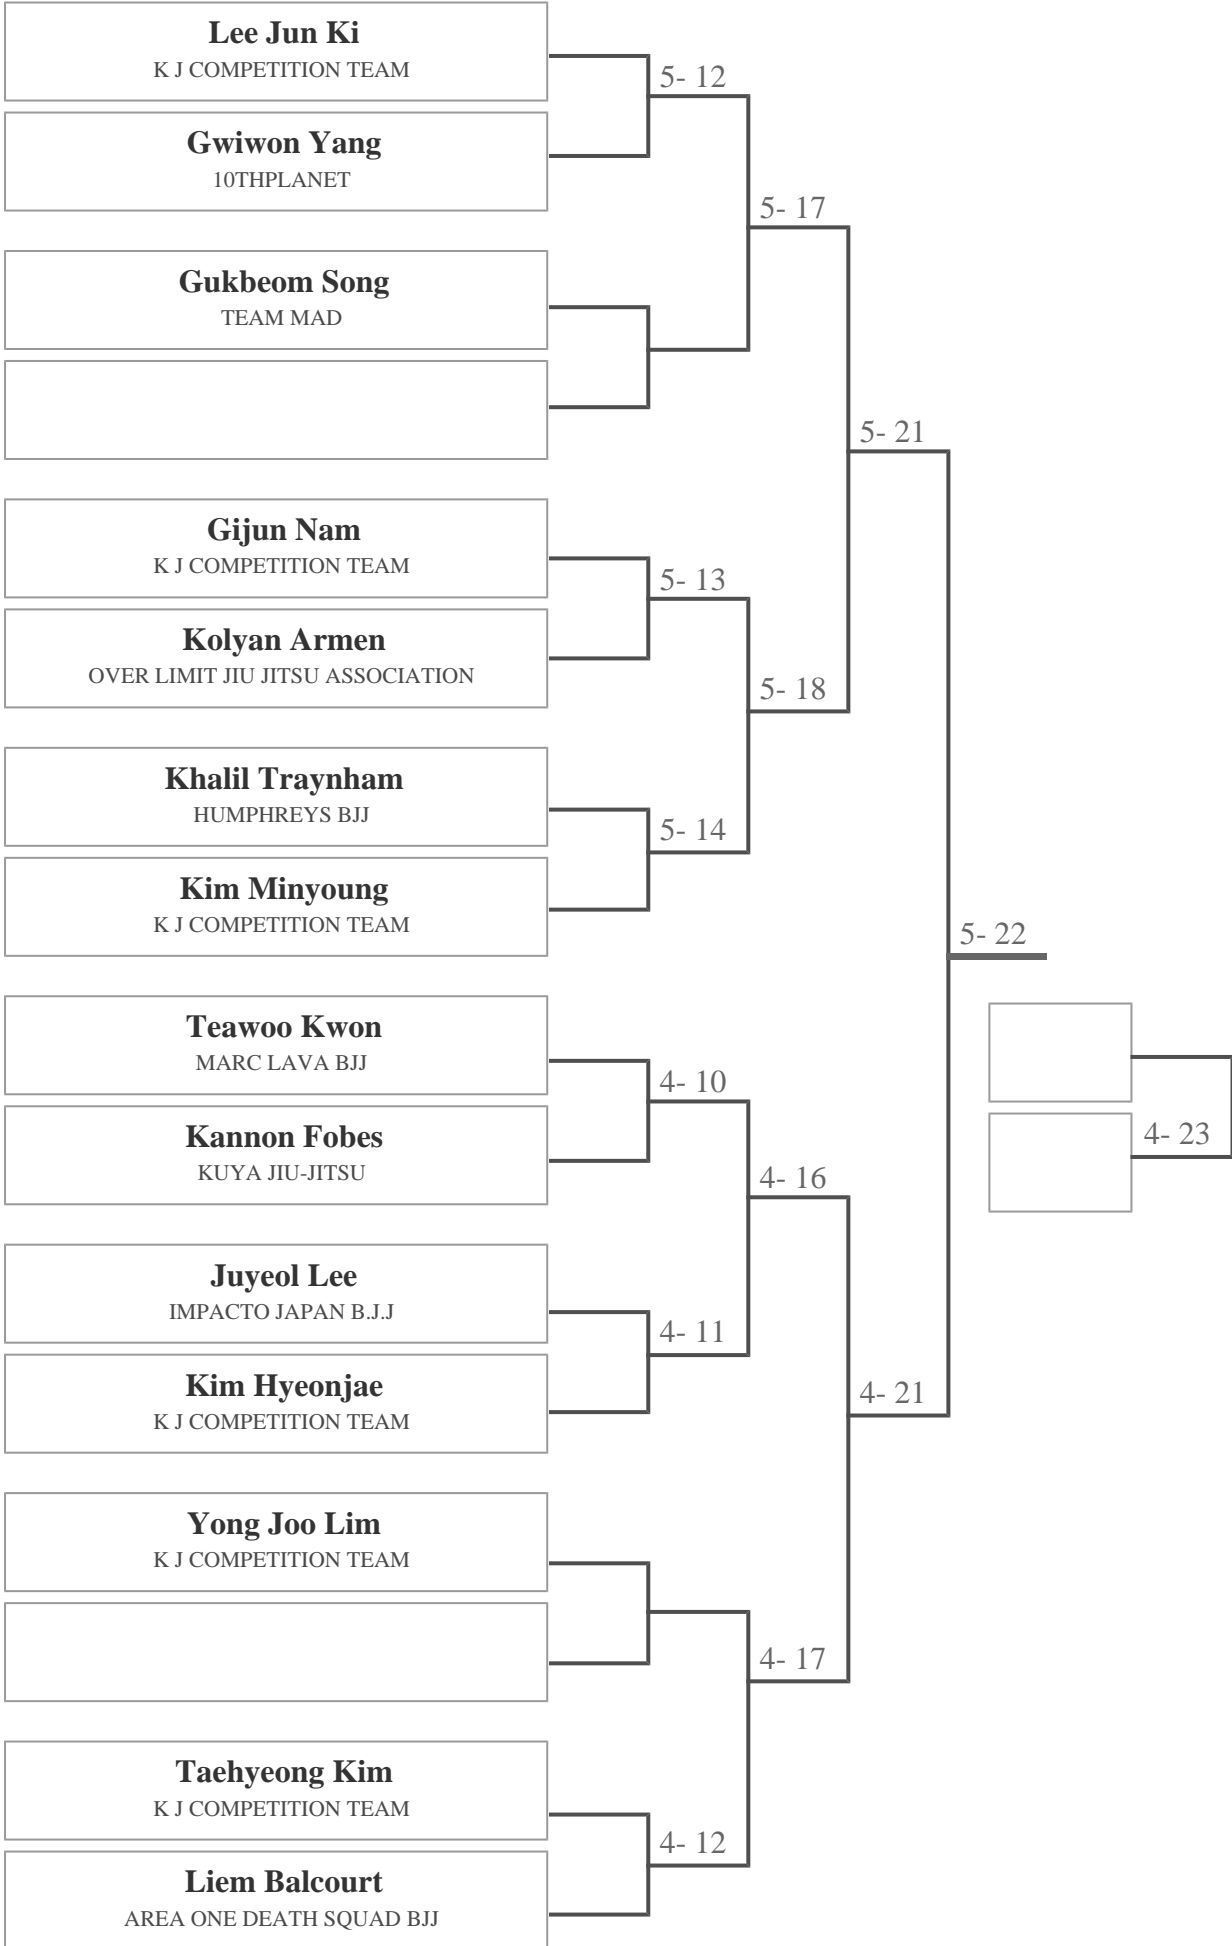 Lee Jun Ki
K J COMPETITION TEAM
5- 12
Gwiwon Yang
10THPLANET
5- 17
Gukbeom Song
TEAM MAD
5- 21
Gijun Nam
K J COMPETITION TEAM
5- 13
Kolyan Armen
OVER LIMIT JIU JITSU ASSOCIATION
5- 18
Khalil Traynham
HUMPHREYS BJJ
5- 14
Kim Minyoung
K J COMPETITION TEAM
5- 22
Teawoo Kwon
MARC LAVA BJJ
4- 10
Kannon Fobes
KUYA JIU-JITSU
4- 23
4- 16
Juyeol Lee
IMPACTO JAPAN B.J.J
4- 11
Kim Hyeonjae
K J COMPETITION TEAM
4- 21
Yong Joo Lim
K J COMPETITION TEAM
4- 17
Taehyeong Kim
K J COMPETITION TEAM
4- 12
Liem Balcourt
AREA ONE DEATH SQUAD BJJ